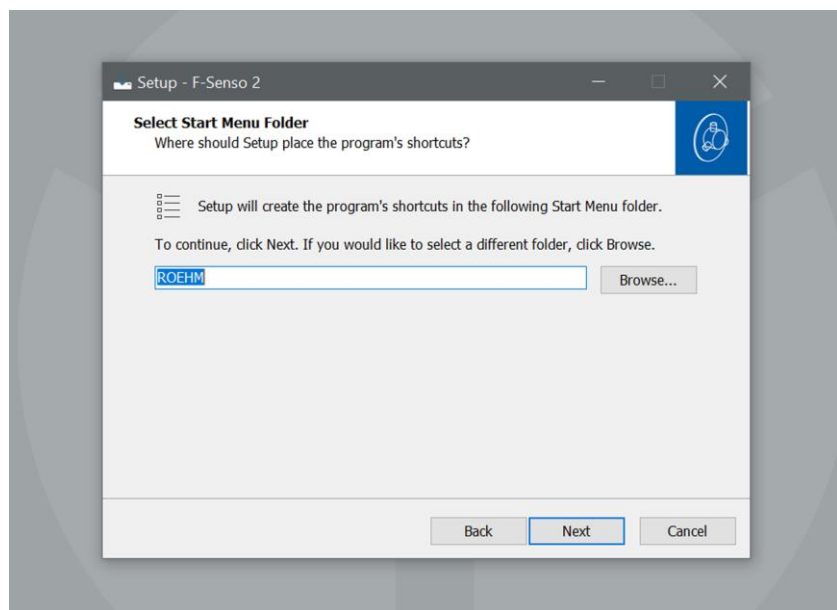 Setup - F-Senso 2
Select Start Menu Folder
Where should Setup place the program's shortcuts?
Setup will create the program's shortcuts in the following Start Menu folder.
To continue, click Next. If you would like to select a different folder, click Browse.
ROEHM
Browse...
Back
Next
Cancel